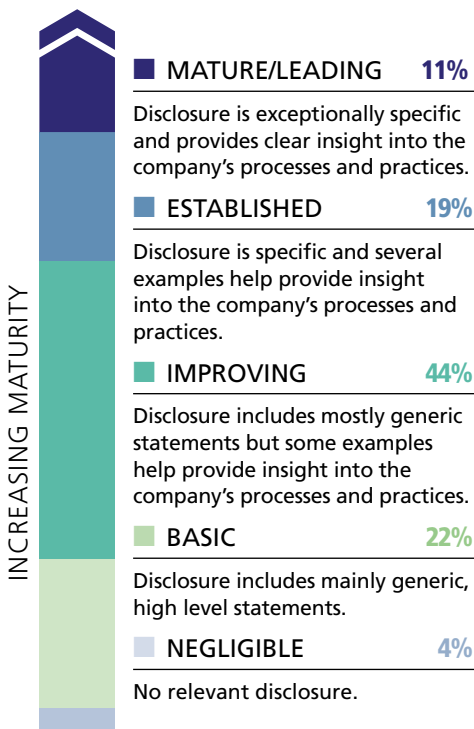 MATURE/LEADING 11%
Disclosure is exceptionally specific
and provides clear insight into the
company’s processes and practices.
ESTABLISHED 19%
Disclosure is specific and several
examples help provide insight
into the company’s processes and
practices.
IMPROVING 44%
Disclosure includes mostly generic
statements but some examples
help provide insight into the
company’s processes and practices.
BASIC 22%
Disclosure includes mainly generic,
high level statements.
NEGLIGIBLE 4%
No relevant disclosure.
INCREASING MATURITY